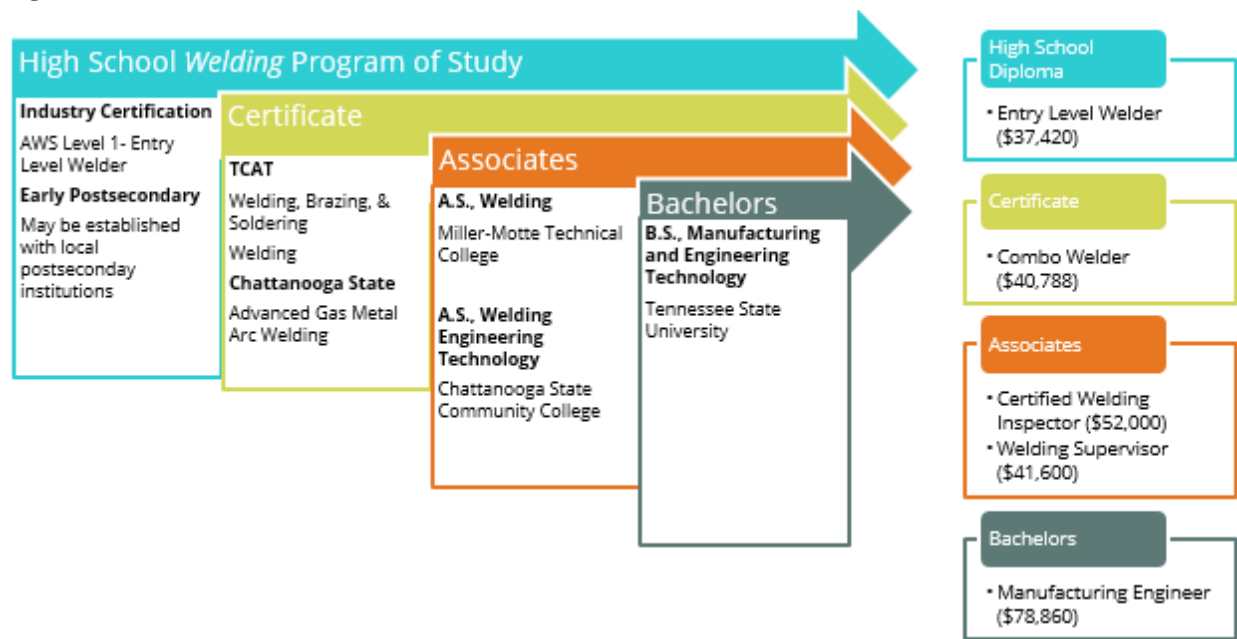 High School Welding Program of Study
Industry Certification
AWS Level 1- Entry
Level Welder
Early Postsecondary
May be established
with local
postseconday
institutions
Certificate
TCAT
Welding, Brazing, &
Soldering
Welding
Chattanooga State
Advanced Gas Metal
Arc Welding
Associates
A.S., Welding
Miller-Motte Technical
College
A.S., Welding
Engineering
Technology
Chattanooga State
Community College
Bachelors
B.S., Manufacturing
and Engineering
Technology
Tennessee State
University
High School
Diploma
• Entry Level Welder
($37,420)
Certificate
• Combo Welder
($40,788)
Associates
• Certified Welding
Inspector ($52,000)
• Welding Supervisor
($41,600)
Bachelors
• Manufacturing Engineer
($78,860)